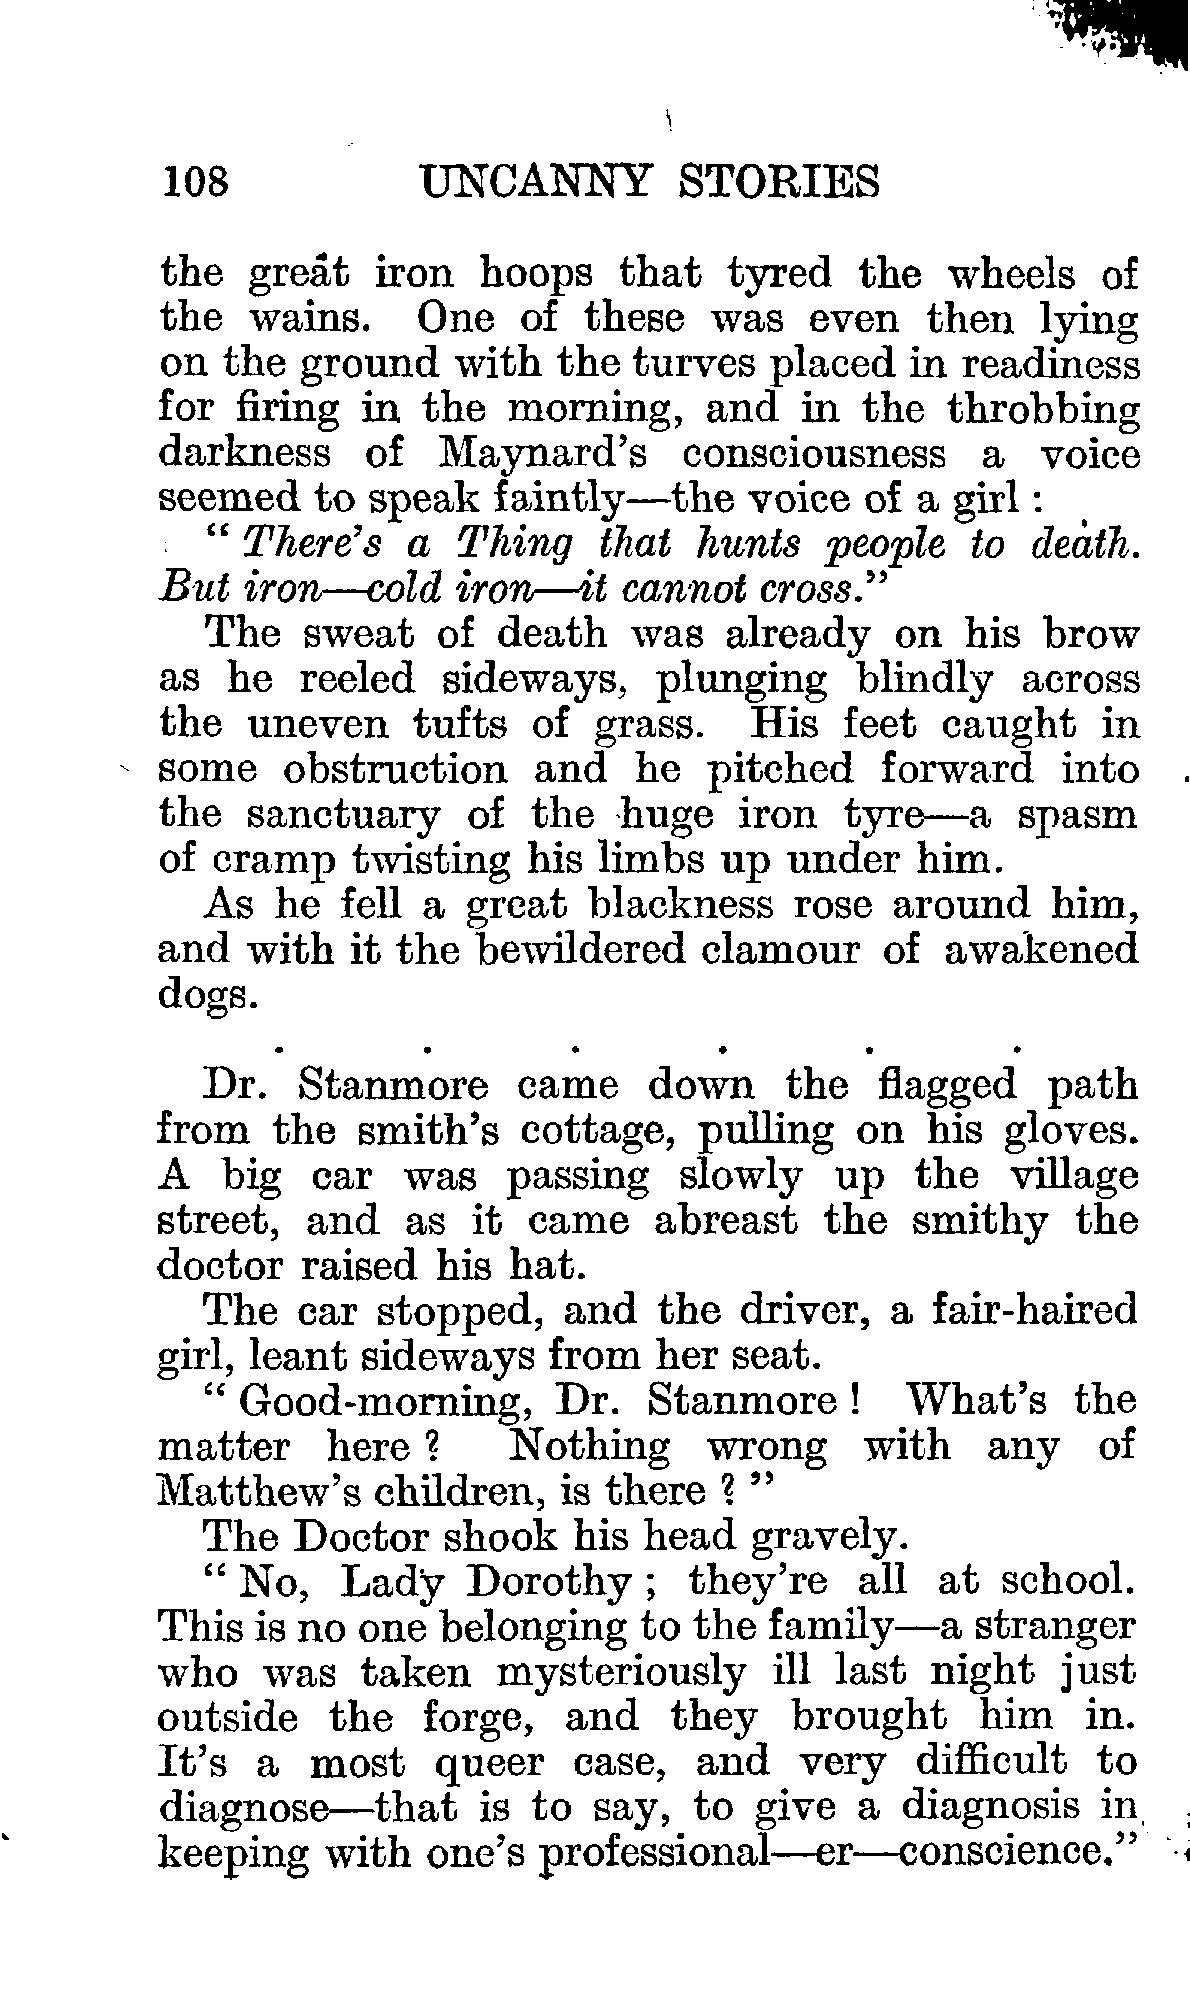 108 UNCANNY STORIES
the great iron hoops that tyred the wheels of
the wains. One of these was even then lying
on the ground with the turves placed in readiness
for firing in the morning, and in the throbbing
darkness of Maynard's consciousness a voice
seemed to speak faintly—the voice of a girl :
“ There's a Thing that hunts people to death.
But iron—cold iron—it cannot cross.”
The sweat of death was already on his brow
as he reeled sideways, plunging blindly across
the uneven tufts of grass. His feet caught in
some obstruction and he pitched forward into
the sanctuary of the huge iron tyre—a spasm
of cramp twisting his limbs up under him.
As he fell a great blackness rose around him,
and with it the bewildered clamour of awakened
dogs.
. . . . . .
Dr. Stanmore came down the flagged path
from the smith's cottage, pulling on his gloves.
A big car was passing slowly up the village
street, and as it came abreast the smithy the
doctor raised his hat.
The car stopped, and the driver, a fair-haired
girl, leant sideways from her seat.
“ Good-morning, Dr. Stanmore ! What's the
matter here ? Nothing wrong with any of
Matthew's children, is there ? ”
The Doctor shook his head gravely.
“ No, Lady Dorothy ; they're all at school.
This is no one belonging to the family—a stranger
who was taken mysteriously ill last night just
outside the forge, and they brought him in.
It's a most queer case, and very difficult to
diagnose—that is to say, to give a diagnosis in
keeping with one's professional—er—conscience.”